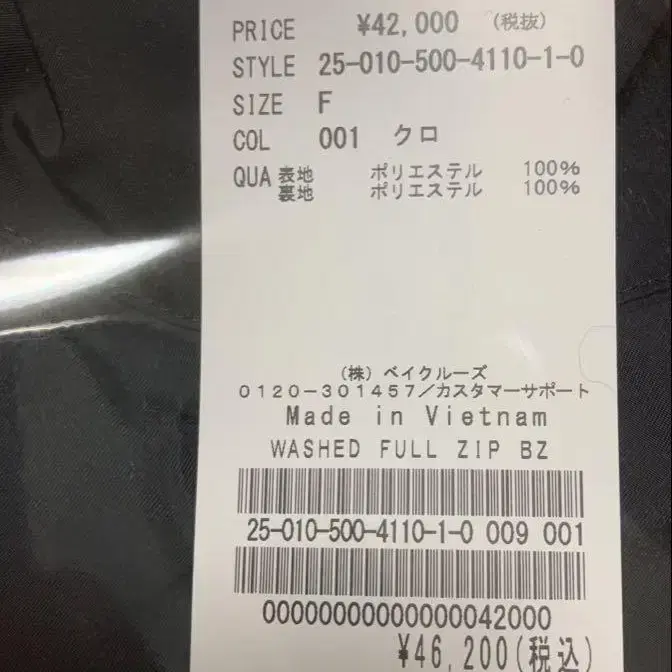 PRICE ¥42,000 (税抜)
STYLE 25-010-500-4110-1-0
SIZE F
COL 001 クロ
QUA 表地 ポリエステル 100%
裏地 ポリエステル 100%
(株) ベイクルーズ
0120-301457/カスタマーサポート
Made in Vietnam
WASHED FULL ZIP BZ
25-010-500-4110-1-0 009 001
00000000000000042000
¥46,200(税込)